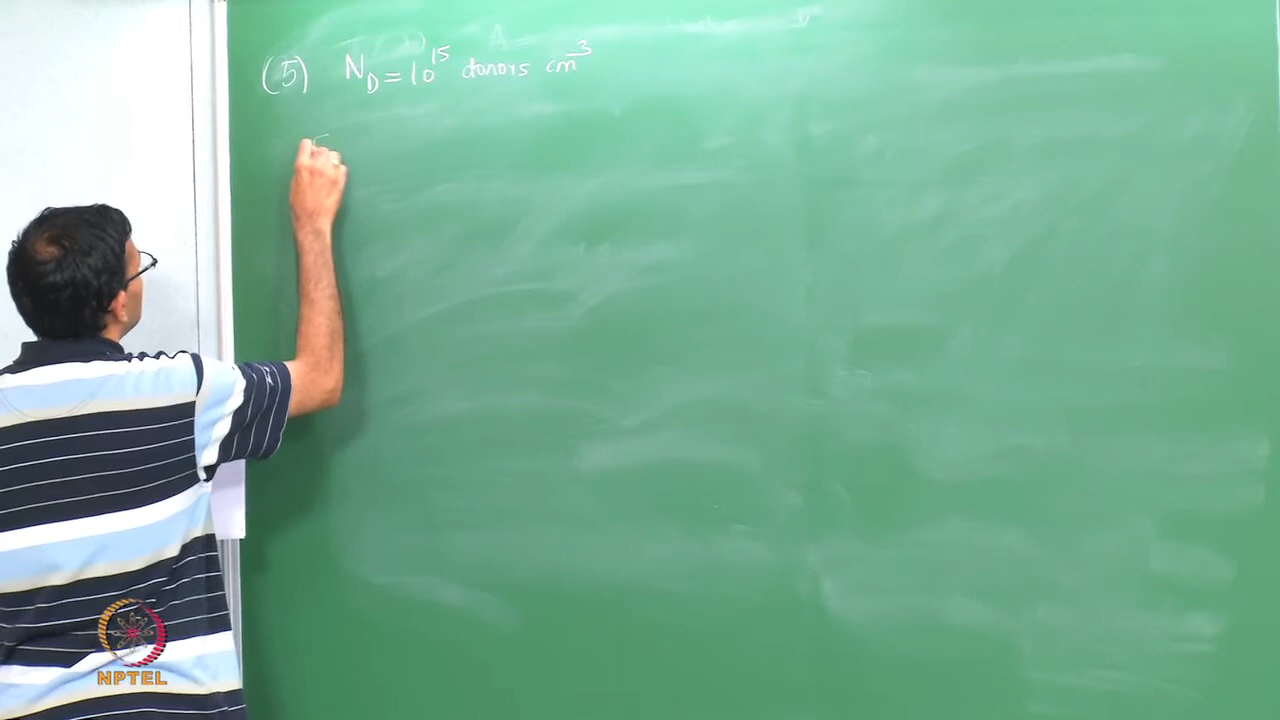 (5) N_D = 10^15 donors cm^3
NPTEL